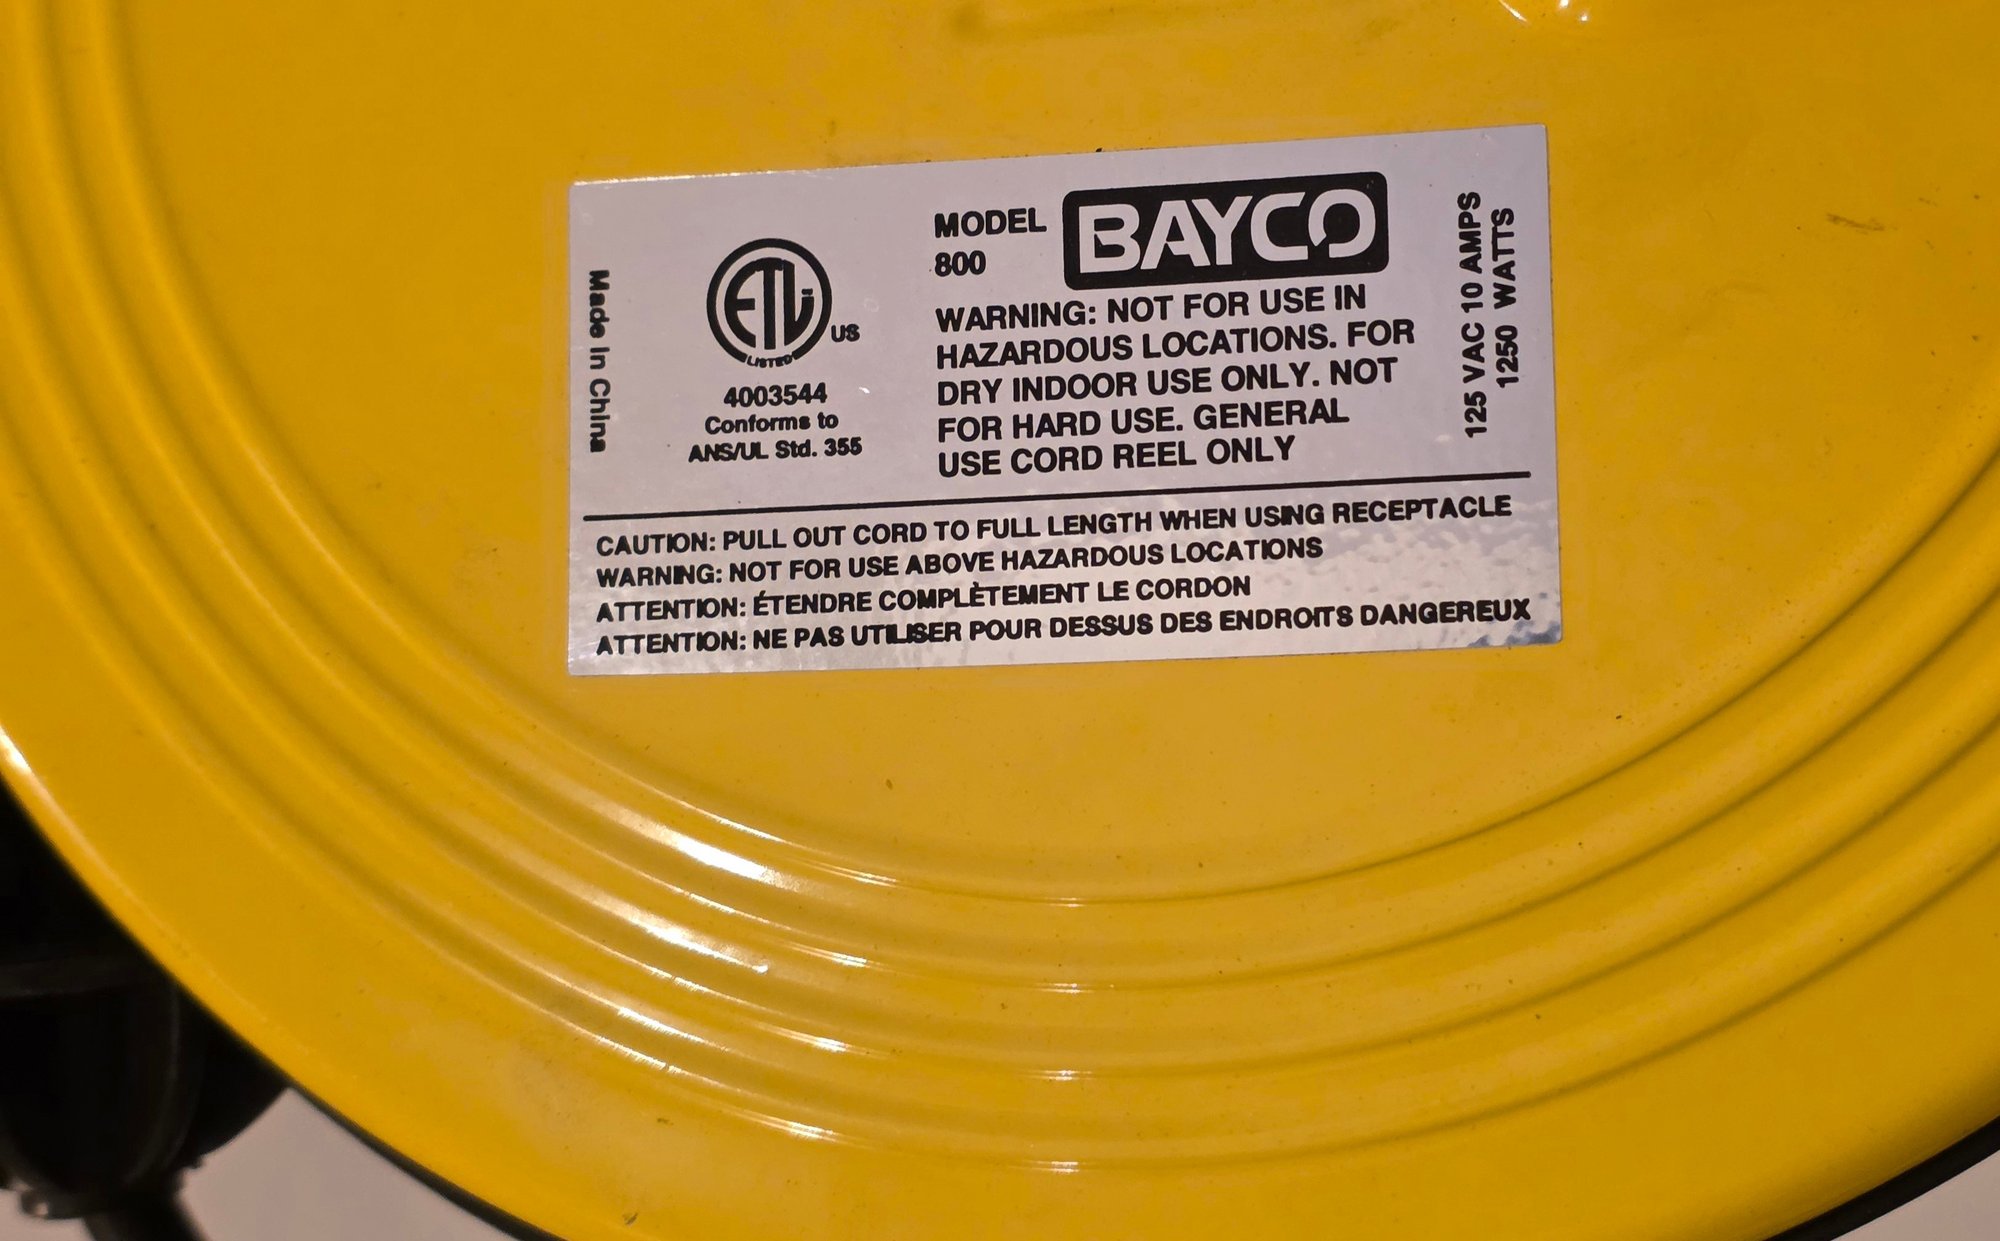 Made In China
ETL
LISTED
US
4003544
Conforms to
ANS/UL Std. 355
MODEL
800
BAYCO
WARNING: NOT FOR USE IN
HAZARDOUS LOCATIONS. FOR
DRY INDOOR USE ONLY. NOT
FOR HARD USE. GENERAL
USE CORD REEL ONLY
125 VAC 10 AMPS
1250 WATTS
CAUTION: PULL OUT CORD TO FULL LENGTH WHEN USING RECEPTACLE
WARNING: NOT FOR USE ABOVE HAZARDOUS LOCATIONS
ATTENTION: ÉTENDRE COMPLÈTEMENT LE CORDON
ATTENTION: NE PAS UTILISER POUR DESSUS DES ENDROITS DANGEREUX